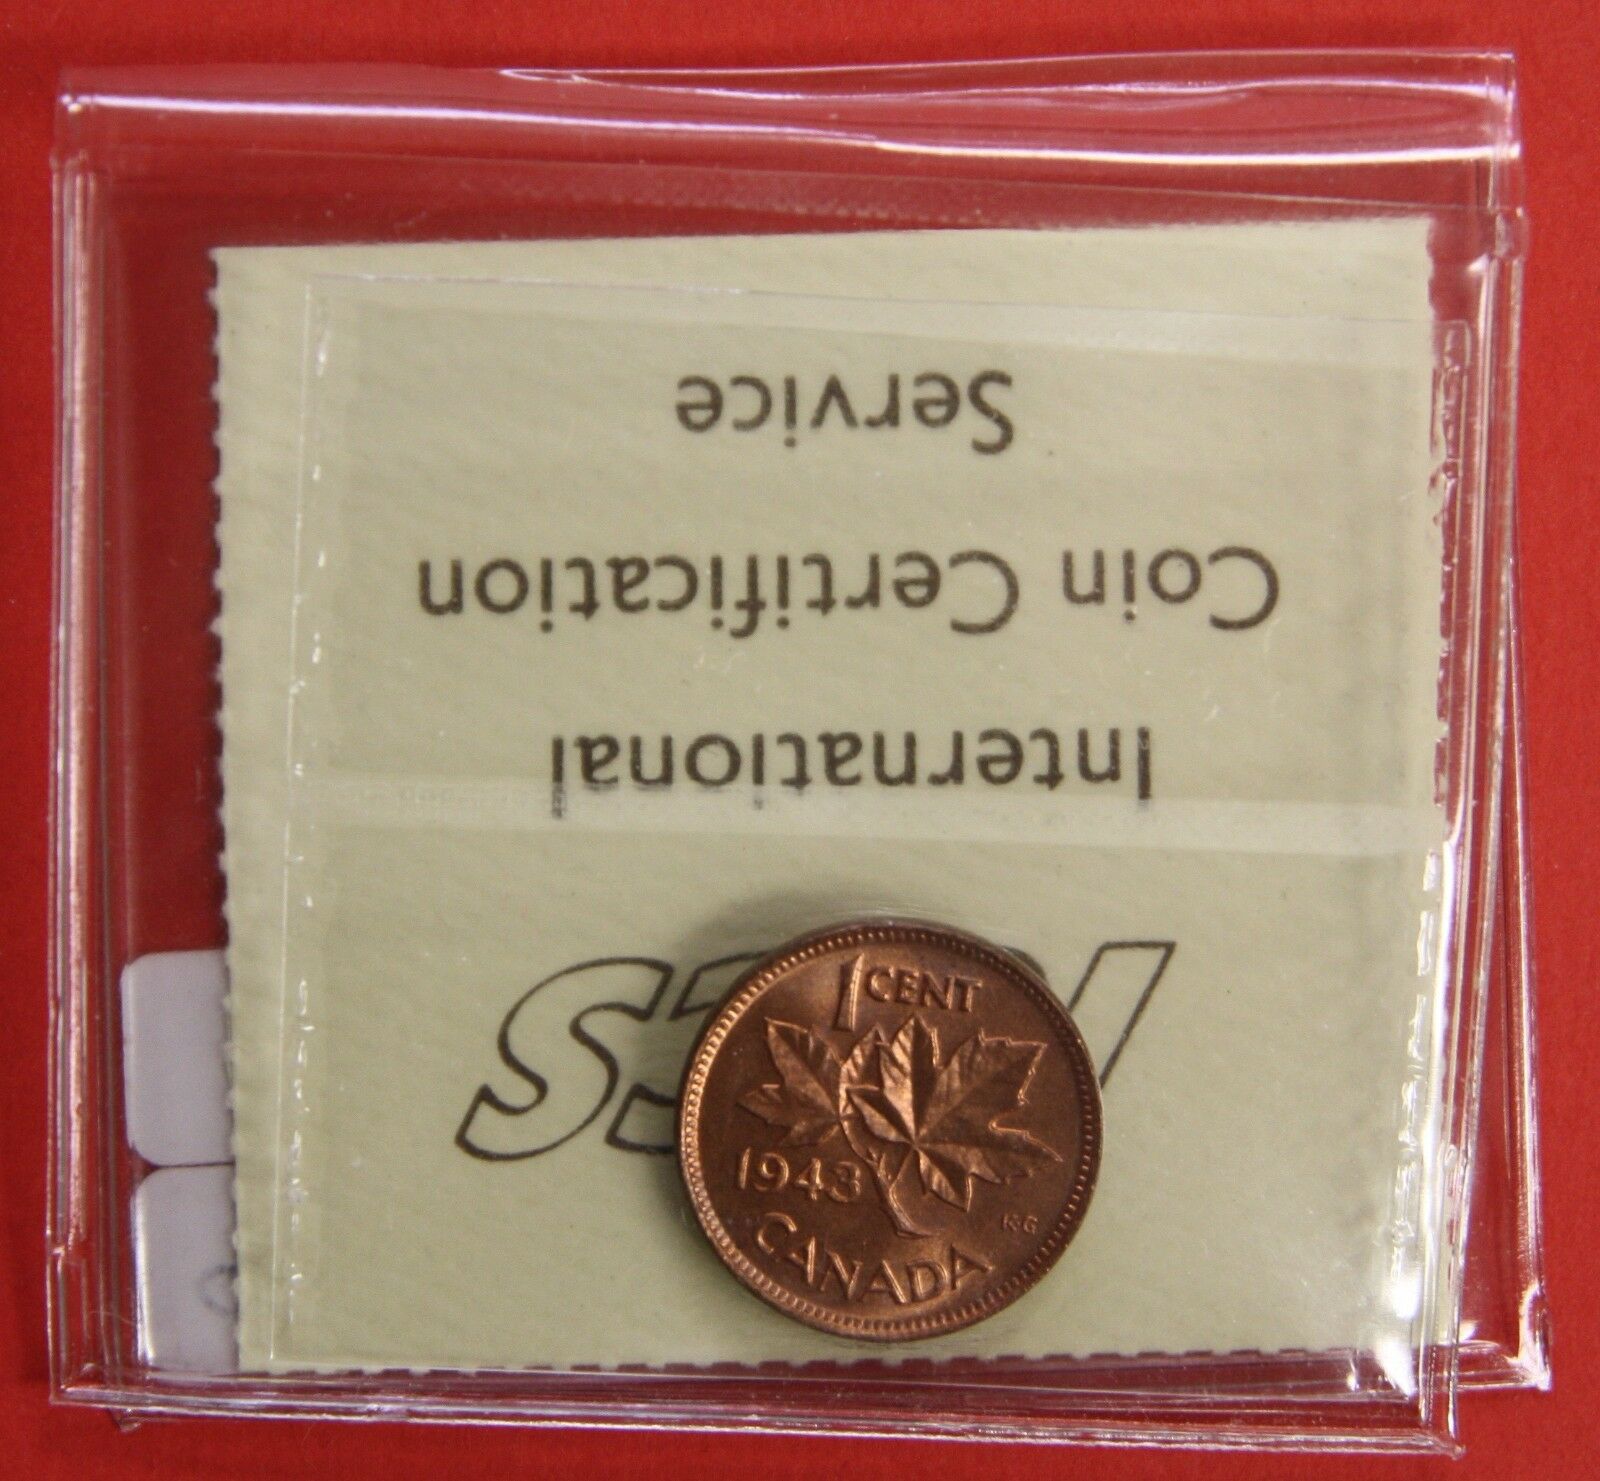 ICCS
International
Coin Certification
Service
1 CENT
1943
KG
CANADA